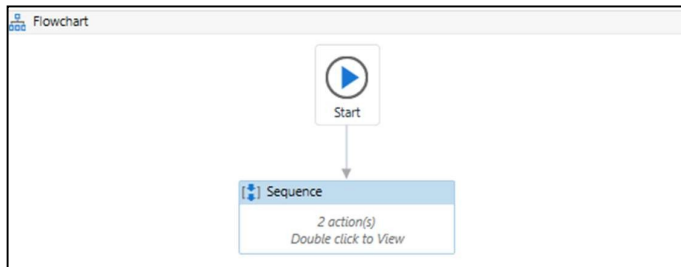 Flowchart
Start
Sequence
2 action(s)
Double click to View